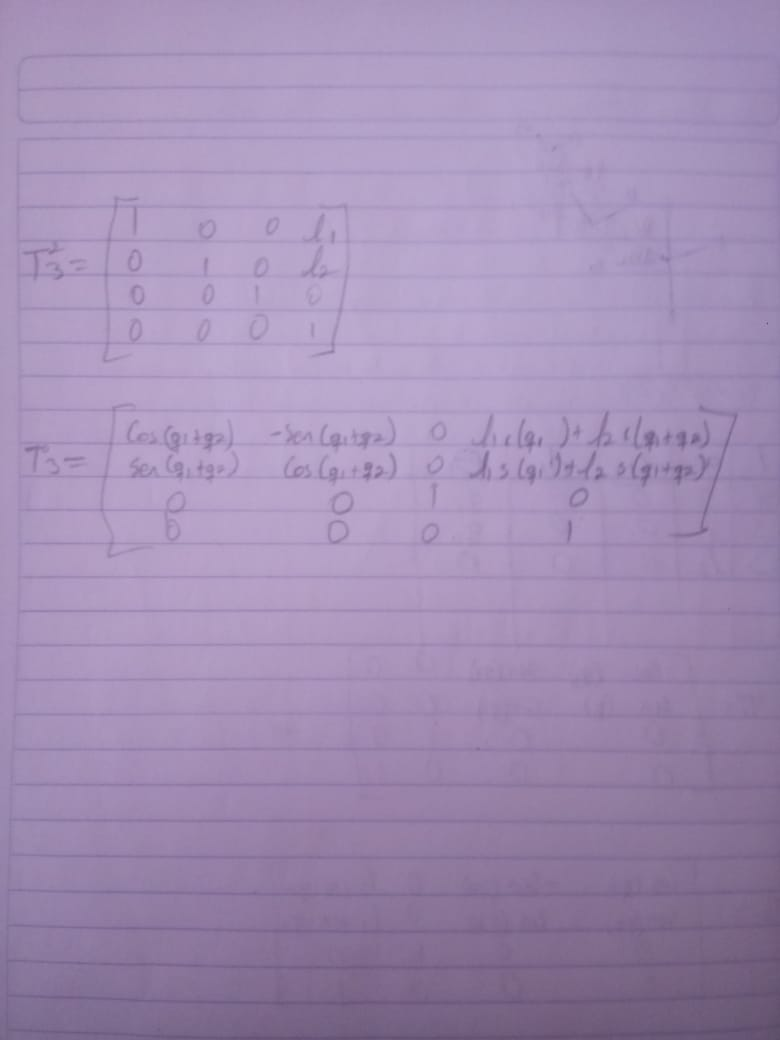 1 0 0 l₁
T₃²= 0 1 0 l₂
0 0 1 0
0 0 0 1
Cos(q₁+q₂) -sen(q₁+q₂) 0 l₁c(q₁ )+l₂c(q₁+q₂)
T₃= sen(q₁+q₂) Cos(q₁+q₂) 0 l₁s(q₁)+l₂s(q₁+q₂)
0 0 1 0
0 0 0 1